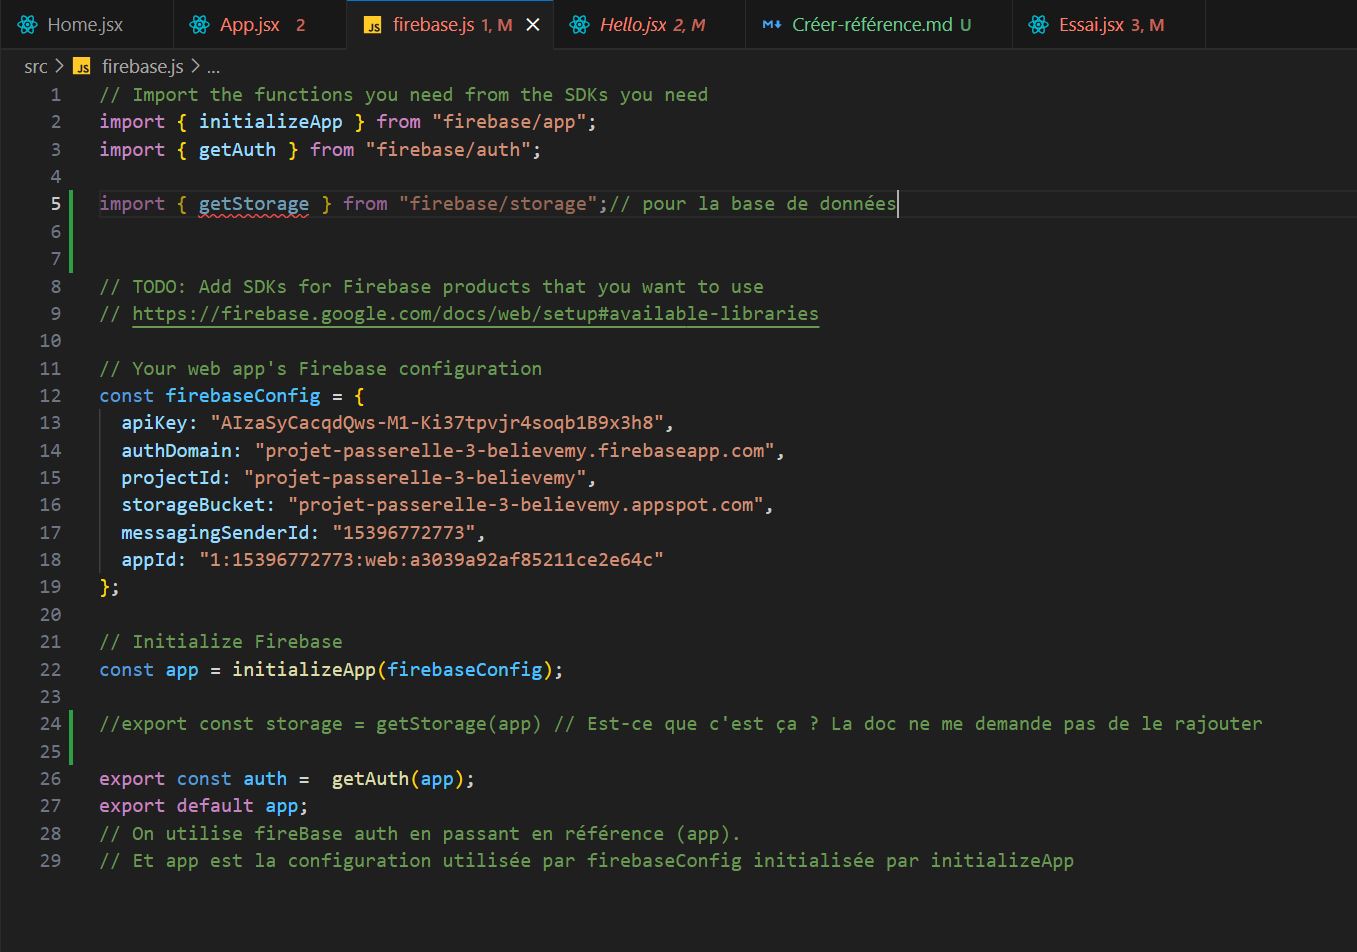 Home.jsx App.jsx 2 JS firebase.js 1, M Hello.jsx 2, M Créer-référence.md U Essai.jsx 3, M
src > JS firebase.js > ...
1 // Import the functions you need from the SDKs you need
2 import { initializeApp } from "firebase/app";
3 import { getAuth } from "firebase/auth";
4
5 import { getStorage } from "firebase/storage";// pour la base de données
6
7
8 // TODO: Add SDKs for Firebase products that you want to use
9 // https://firebase.google.com/docs/web/setup#available-libraries
10
11 // Your web app's Firebase configuration
12 const firebaseConfig = {
13 apiKey: "AIzaSyCacqdQws-M1-Ki37tpvjr4soqb1B9x3h8",
14 authDomain: "projet-passerelle-3-believemy.firebaseapp.com",
15 projectId: "projet-passerelle-3-believemy",
16 storageBucket: "projet-passerelle-3-believemy.appspot.com",
17 messagingSenderId: "15396772773",
18 appId: "1:15396772773:web:a3039a92af85211ce2e64c"
19 };
20
21 // Initialize Firebase
22 const app = initializeApp(firebaseConfig);
23
24 //export const storage = getStorage(app) // Est-ce que c'est ça ? La doc ne me demande pas de le rajouter
25
26 export const auth =  getAuth(app);
27 export default app;
28 // On utilise fireBase auth en passant en référence (app).
29 // Et app est la configuration utilisée par firebaseConfig initialisée par initializeApp